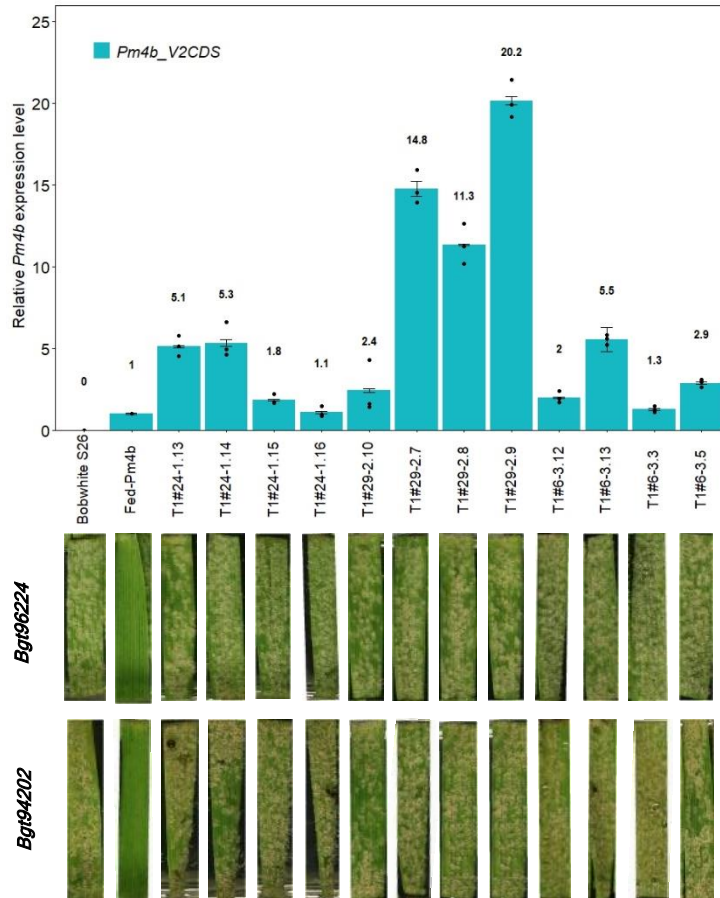 25
Pm4b_V2CDS
20.2
20
14.8
15
11.3
10
5.1
5.3
5.5
5
0
1
1.8
1.1
2.4
2
1.3
2.9
0
Relative Pm4b expression level
Bobwhite S26
Fed-Pm4b
T1#24-1.13
T1#24-1.14
T1#24-1.15
T1#24-1.16
T1#29-2.10
T1#29-2.7
T1#29-2.8
T1#29-2.9
T1#6-3.12
T1#6-3.13
T1#6-3.3
T1#6-3.5
Bgt96224
Bgt94202